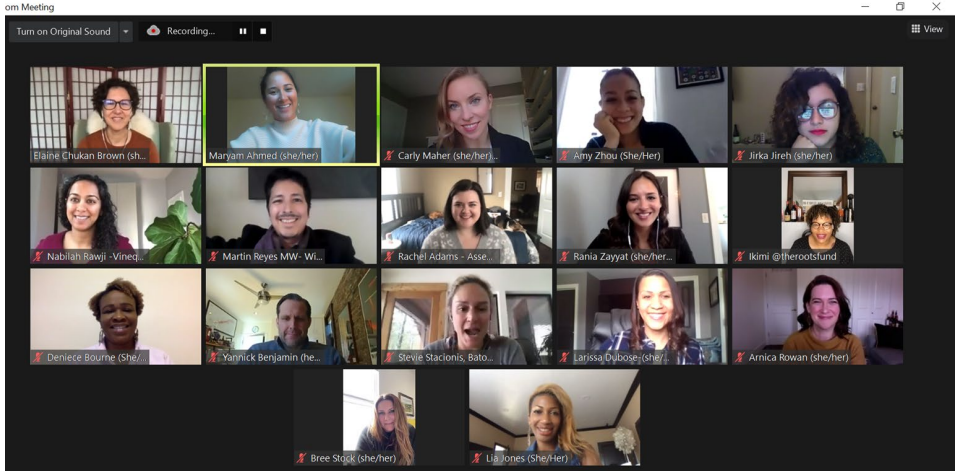 om Meeting
Turn on Original Sound
Recording...
View
Elaine Chukan Brown (sh...
Maryam Ahmed (she/her)
Carly Maher (she/her)...
Amy Zhou (She/Her)
Jirka Jireh (she/her)
Nabilah Rawji -Vineq...
Martin Reyes MW- Wi...
Rachel Adams - Asse...
Rania Zayyat (she/her...
Ikimi @therootsfund
Deniece Bourne (She/...
Yannick Benjamin (he...
Stevie Stacionis, Bato...
Larissa Dubose-(she/...
Arnica Rowan (she/her)
Bree Stock (she/her)
Lia Jones (She/Her)